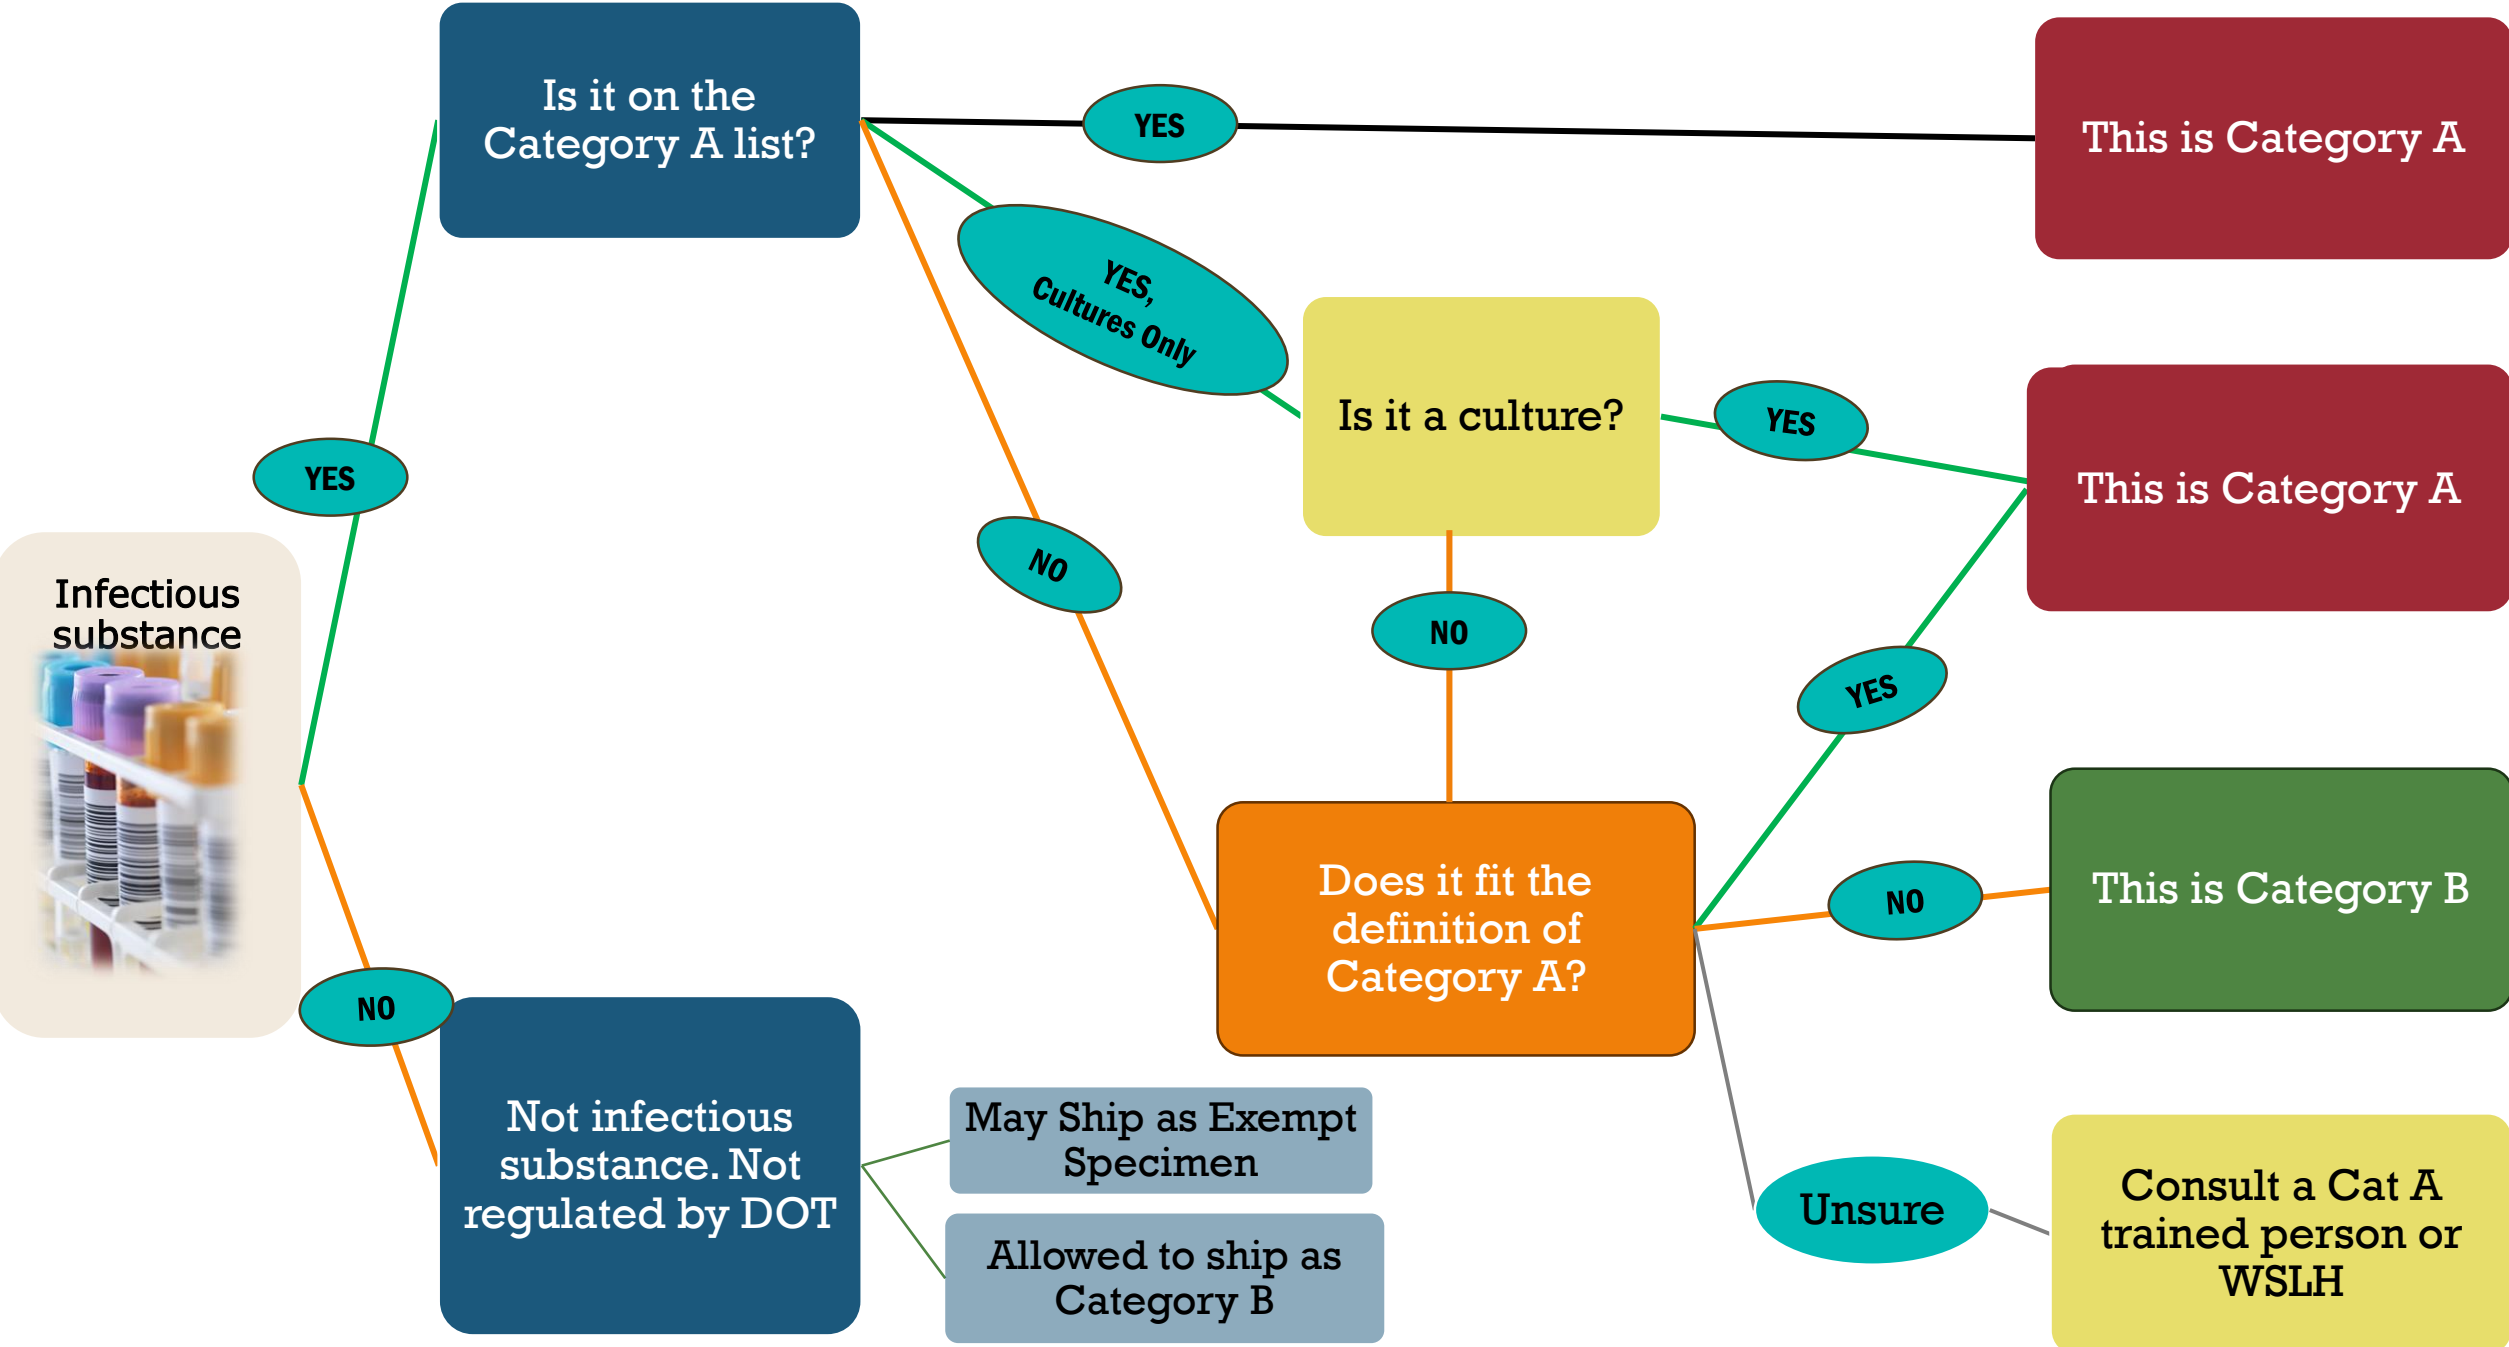 Is it on the
Category A list?
YES
This is Category A
YES,
Cultures Only
Is it a culture?
YES
This is Category A
YES
Infectious
substance
NO
NO
YES
Does it fit the
definition of
Category A?
NO
This is Category B
NO
Not infectious
substance. Not
regulated by DOT
May Ship as Exempt
Specimen
Allowed to ship as
Category B
Unsure
Consult a Cat A
trained person or
WSLH